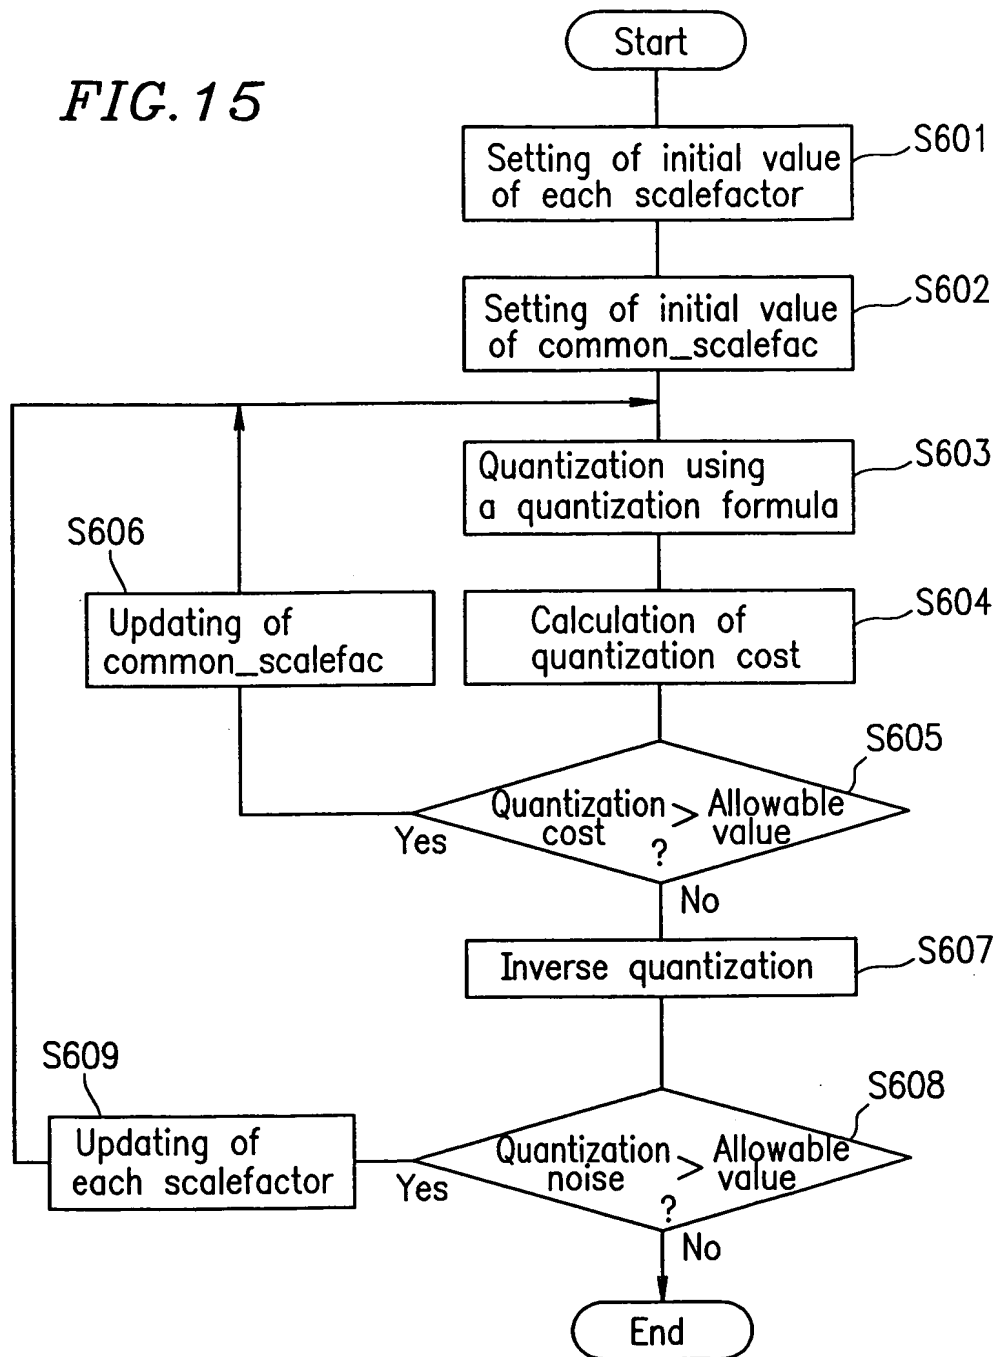 Start
FIG. 15
S601
Setting of initial value
of each scalefactor
S602
Setting of initial value
of common_scalefac
S603
Quantization using
a quantization formula
S606
Updating of
common_scalefac
S604
Calculation of
quantization cost
S605
Quantization
cost
>
Allowable
value
?
Yes
No
S607
Inverse quantization
S609
Updating of
each scalefactor
S608
Quantization
noise
>
Allowable
value
?
Yes
No
End